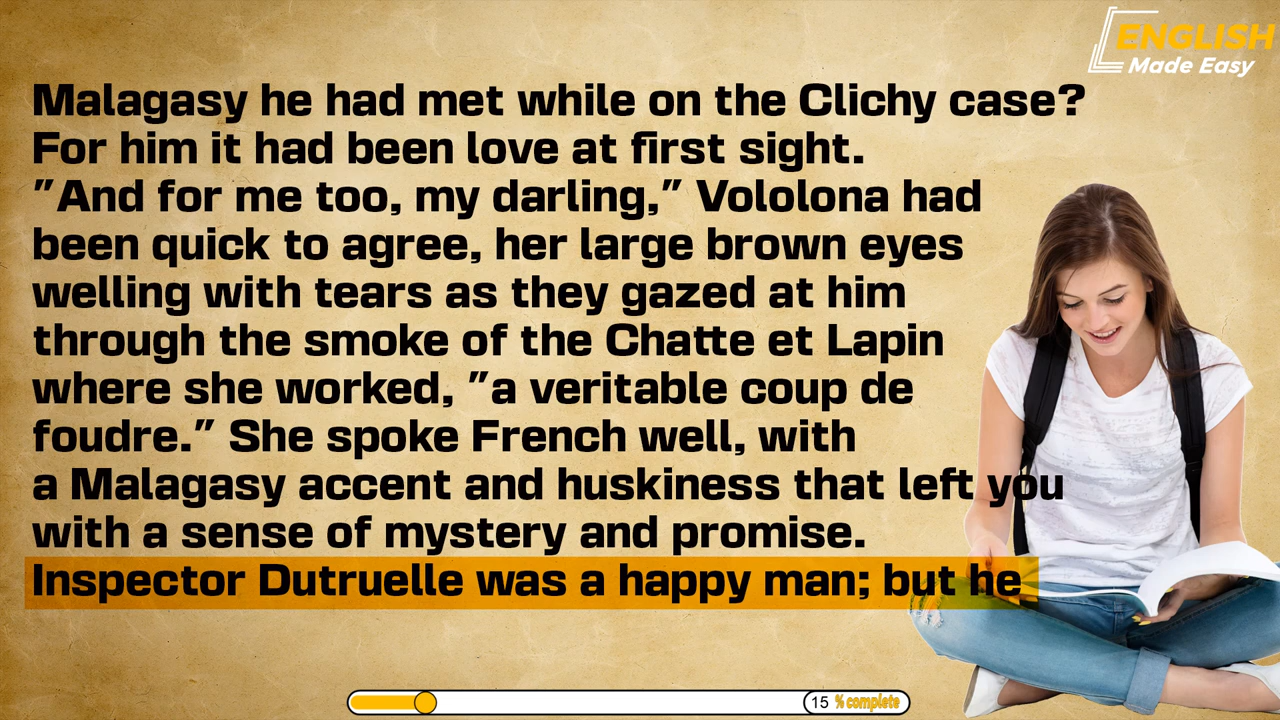 ENGLISH
Made Easy
Malagasy he had met while on the Clichy case?
For him it had been love at first sight.
"And for me too, my darling," Vololona had
been quick to agree, her large brown eyes
welling with tears as they gazed at him
through the smoke of the Chatte et Lapin
where she worked, "a veritable coup de
foudre." She spoke French well, with
a Malagasy accent and huskiness that left you
with a sense of mystery and promise.
Inspector Dutruelle was a happy man; but he
15 % complete